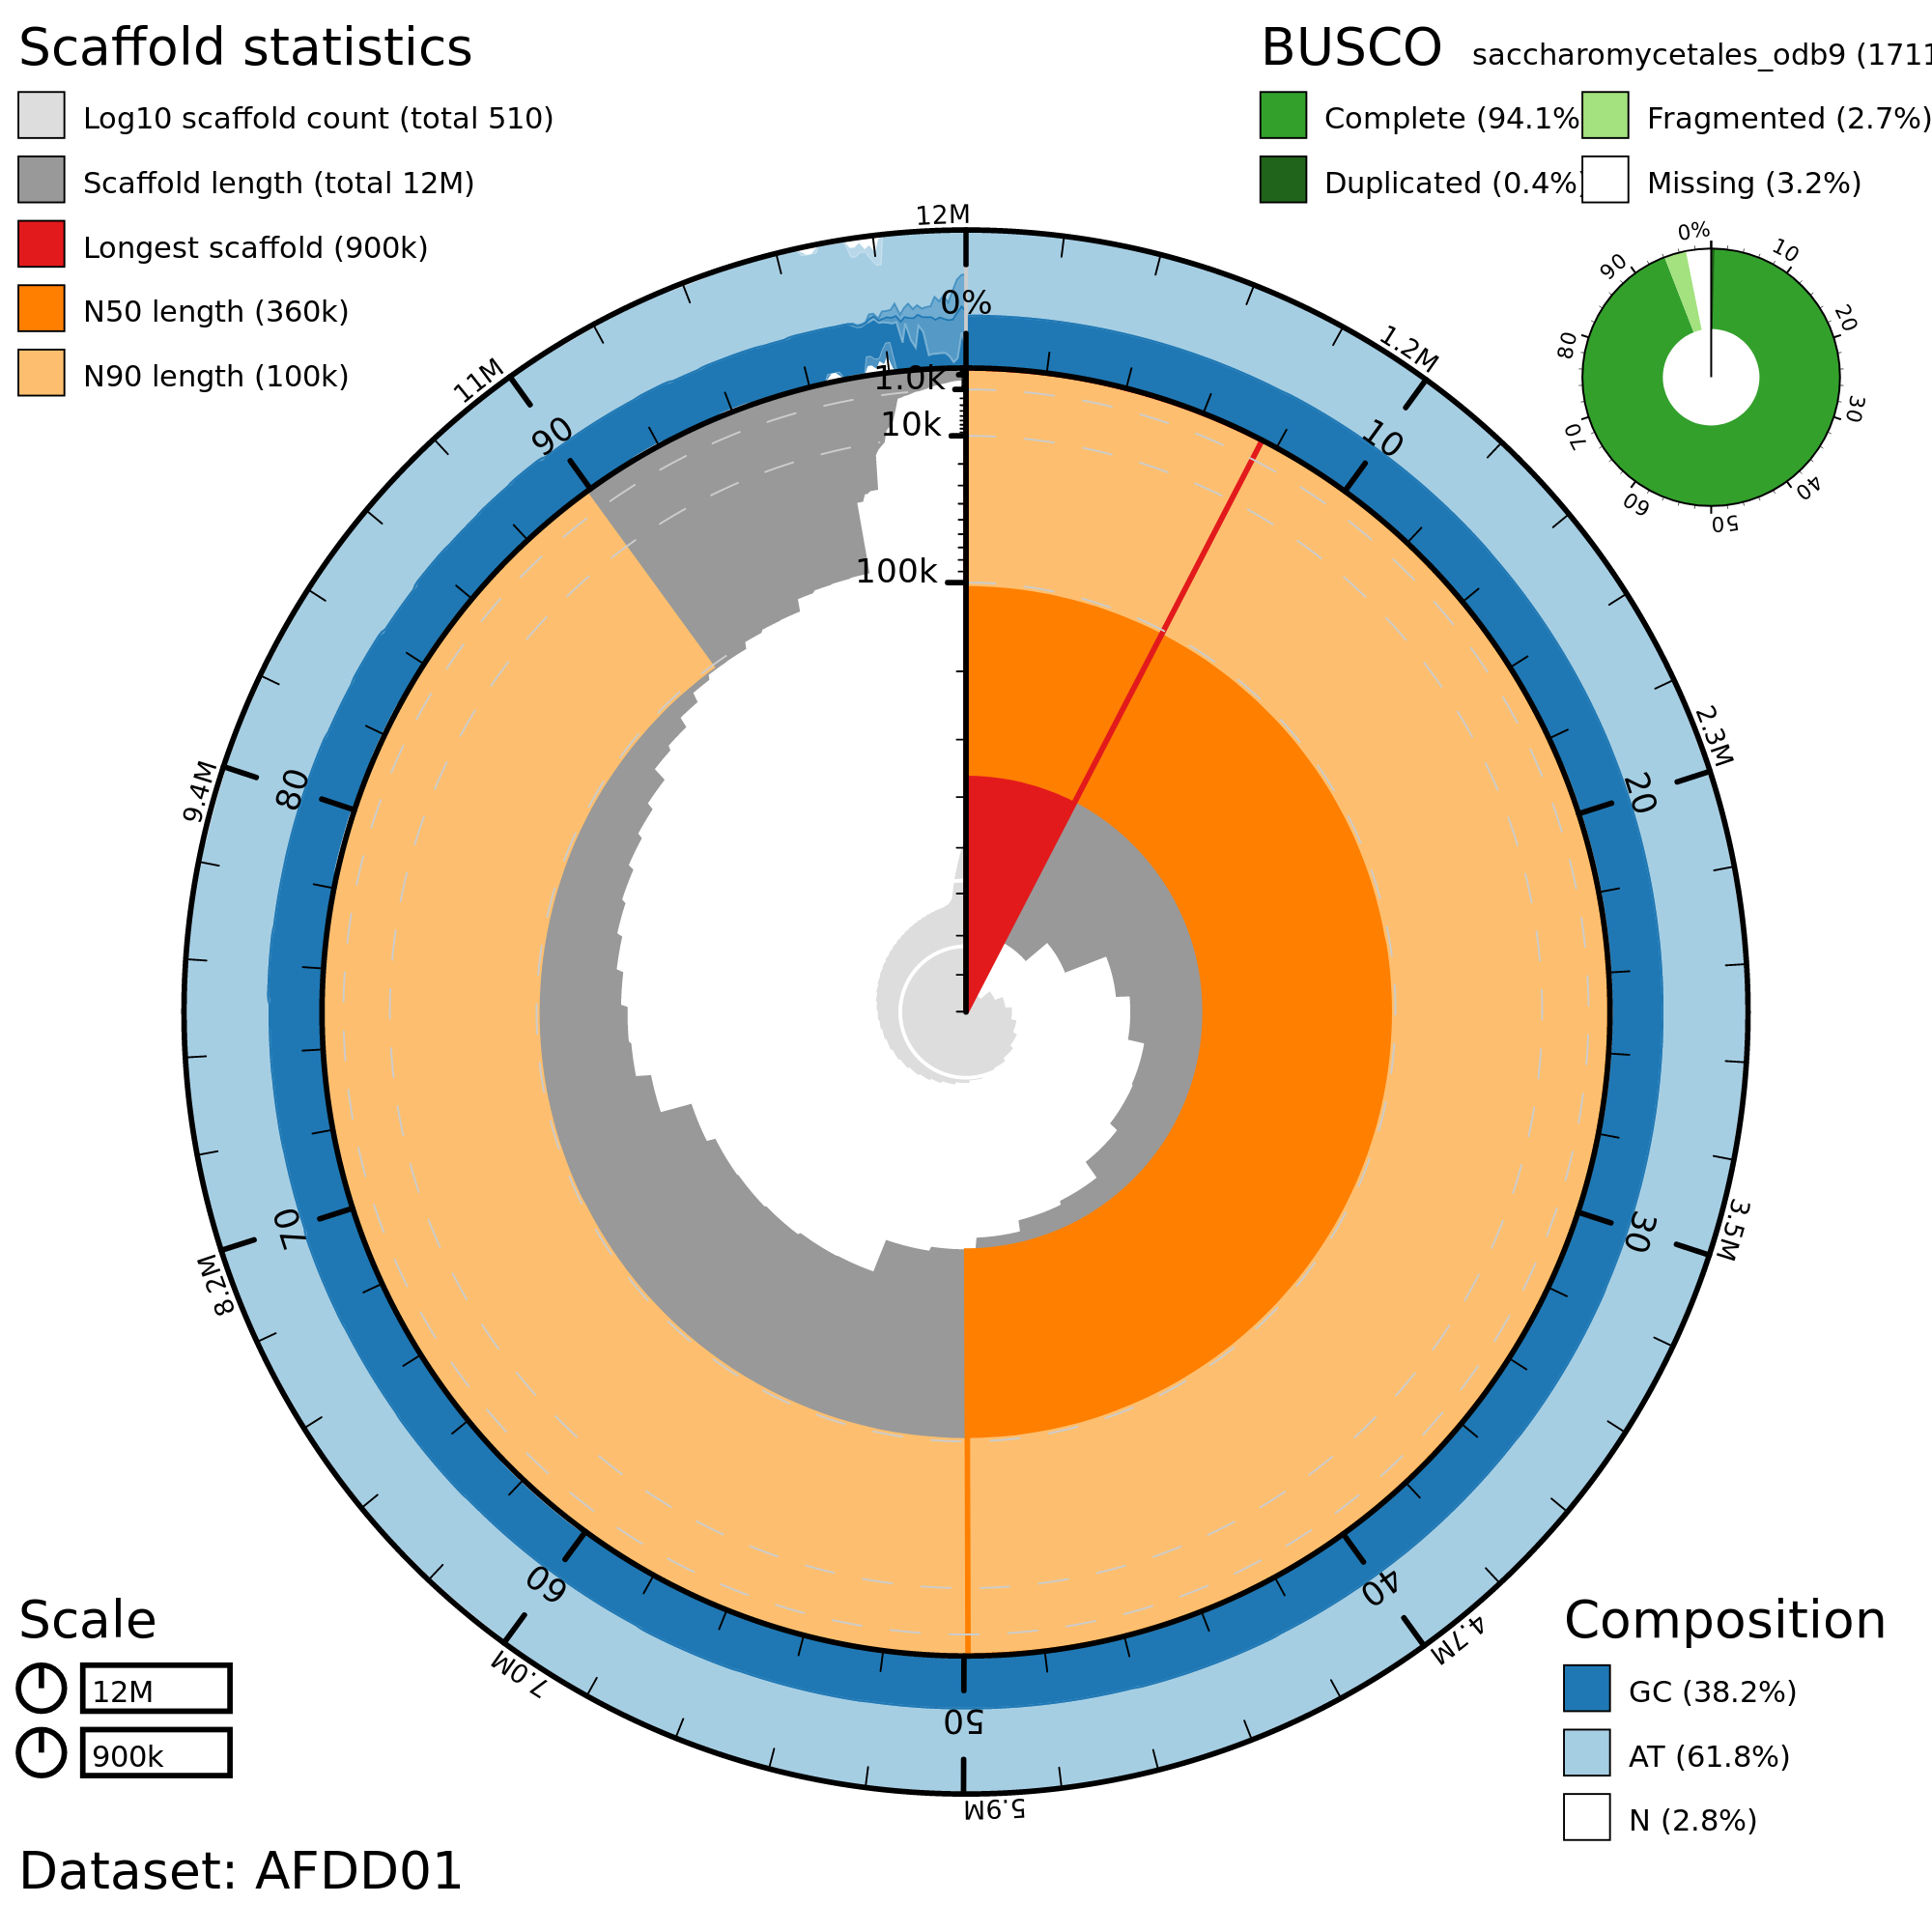 Scaffold statistics
Log10 scaffold count (total 510)
Scaffold length (total 12M)
Longest scaffold (900k)
N50 length (360k)
N90 length (100k)
BUSCO saccharomycetales_odb9 (1711
Complete (94.1%
Fragmented (2.7%)
Duplicated (0.4%)
Missing (3.2%)
0%
10
20
30
40
50
60
70
80
90
12M
1.2M
2.3M
3.5M
4.7M
5.9M
7.0M
8.2M
9.4M
11M
0%
10
20
30
40
50
60
70
80
90
1.0k
10k
100k
Scale
12M
900k
Composition
GC (38.2%)
AT (61.8%)
N (2.8%)
Dataset: AFDD01